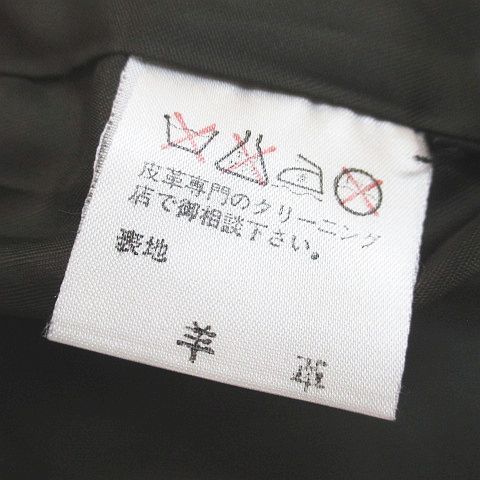 皮革専門のクリーニング
店で御相談下さい。
表地
羊 革